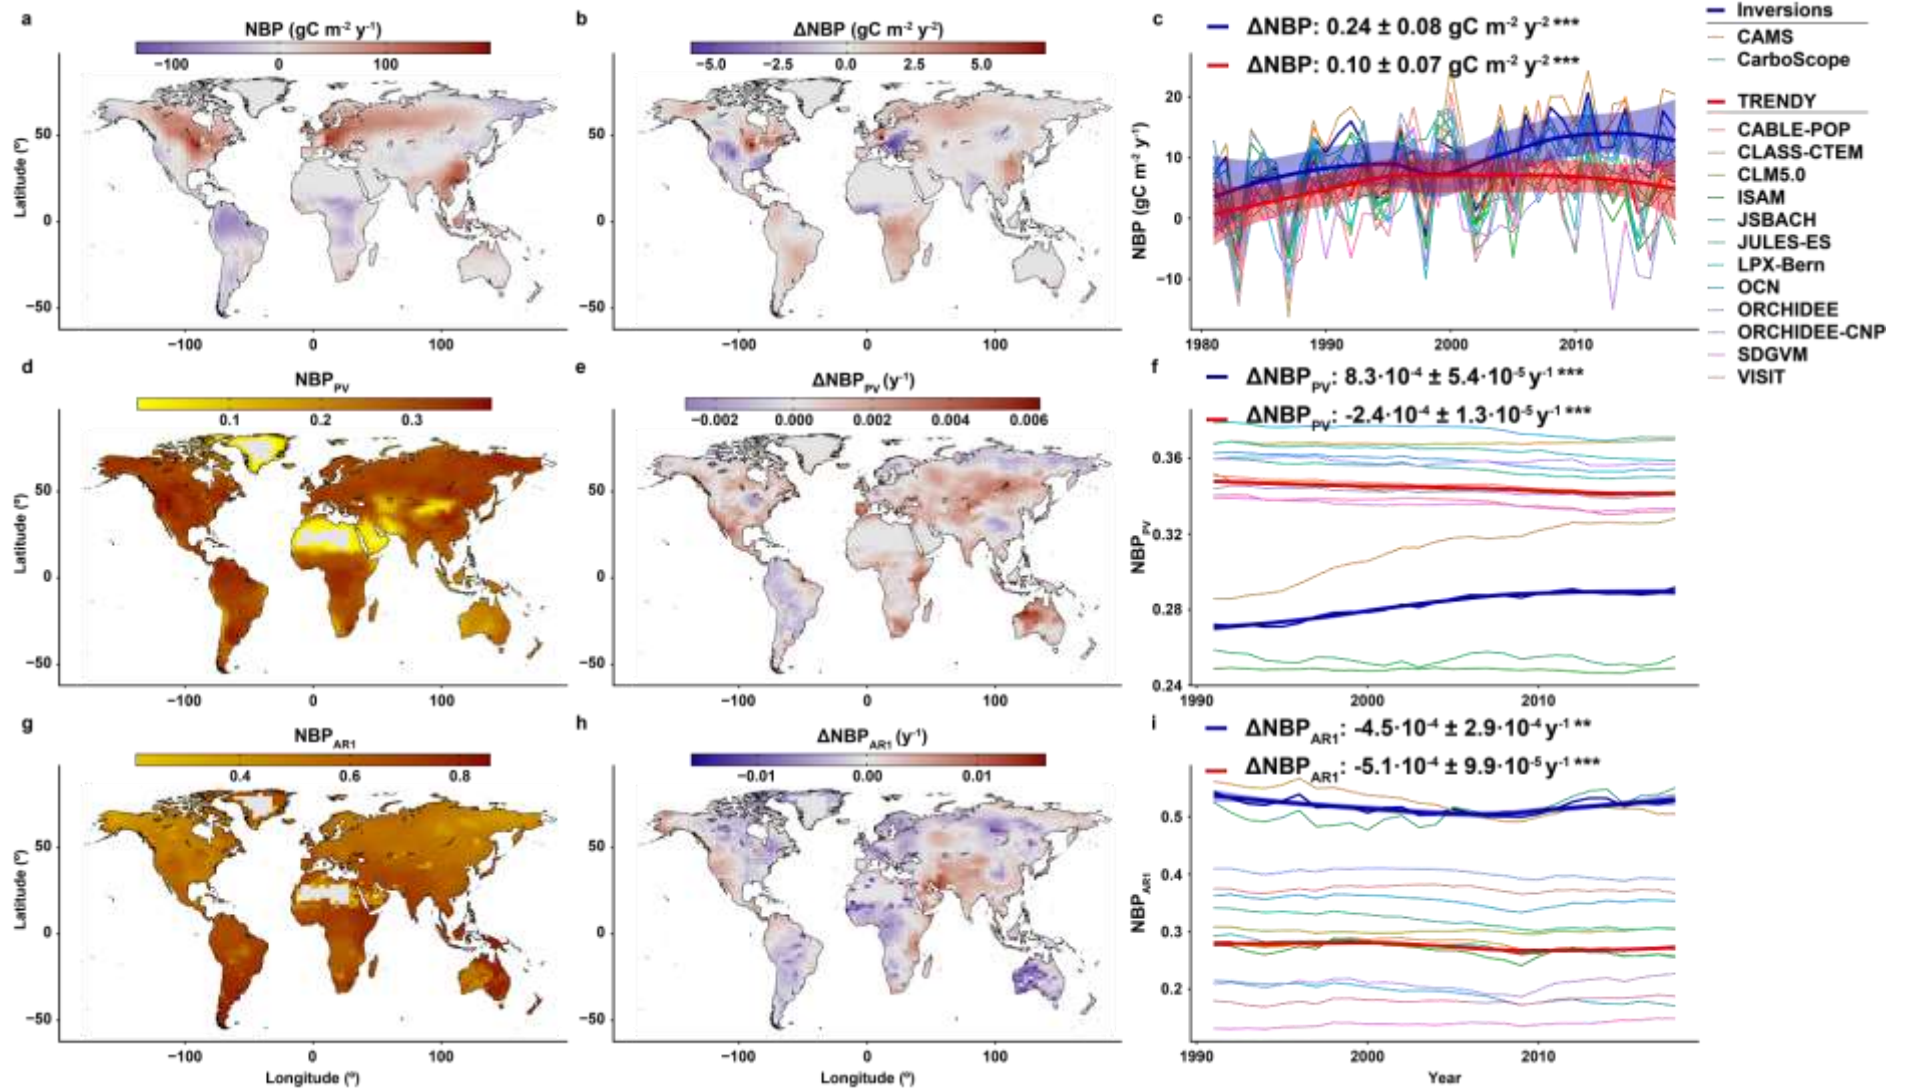 a
NBP (gC m-2 y-1)
−100 0 100
Latitude (º)
50
0
−50
−100 0 100
b
ΔNBP (gC m-2 y-2)
−5.0 −2.5 0.0 2.5 5.0
50
0
−50
−100 0 100
c
ΔNBP: 0.24 ± 0.08 gC m-2 y-2 ***
ΔNBP: 0.10 ± 0.07 gC m-2 y-2 ***
NBP (gC m-2 y-1)
20
10
0
−10
1980 1990 2000 2010
Inversions
CAMS
CarboScope
TRENDY
CABLE-POP
CLASS-CTEM
CLM5.0
ISAM
JSBACH
JULES-ES
LPX-Bern
OCN
ORCHIDEE
ORCHIDEE-CNP
SDGVM
VISIT
d
NBPPV
0.1 0.2 0.3
Latitude (º)
50
0
−50
−100 0 100
e
ΔNBPPV (y-1)
−0.002 0.000 0.002 0.004 0.006
50
0
−50
−100 0 100
f
ΔNBPPV: 8.3·10-4 ± 5.4·10-5 y-1 ***
ΔNBPPV: -2.4·10-4 ± 1.3·10-5 y-1 ***
NBPPV
0.36
0.32
0.28
0.24
1990 2000 2010
g
NBPAR1
0.4 0.6 0.8
Latitude (º)
50
0
−50
−100 0 100
Longitude (º)
h
ΔNBPAR1 (y-1)
−0.01 0.00 0.01
50
0
−50
−100 0 100
Longitude (º)
i
ΔNBPAR1: -4.5·10-4 ± 2.9·10-4 y-1 **
ΔNBPAR1: -5.1·10-4 ± 9.9·10-5 y-1 ***
NBPAR1
0.5
0.4
0.3
0.2
1990 2000 2010
Year